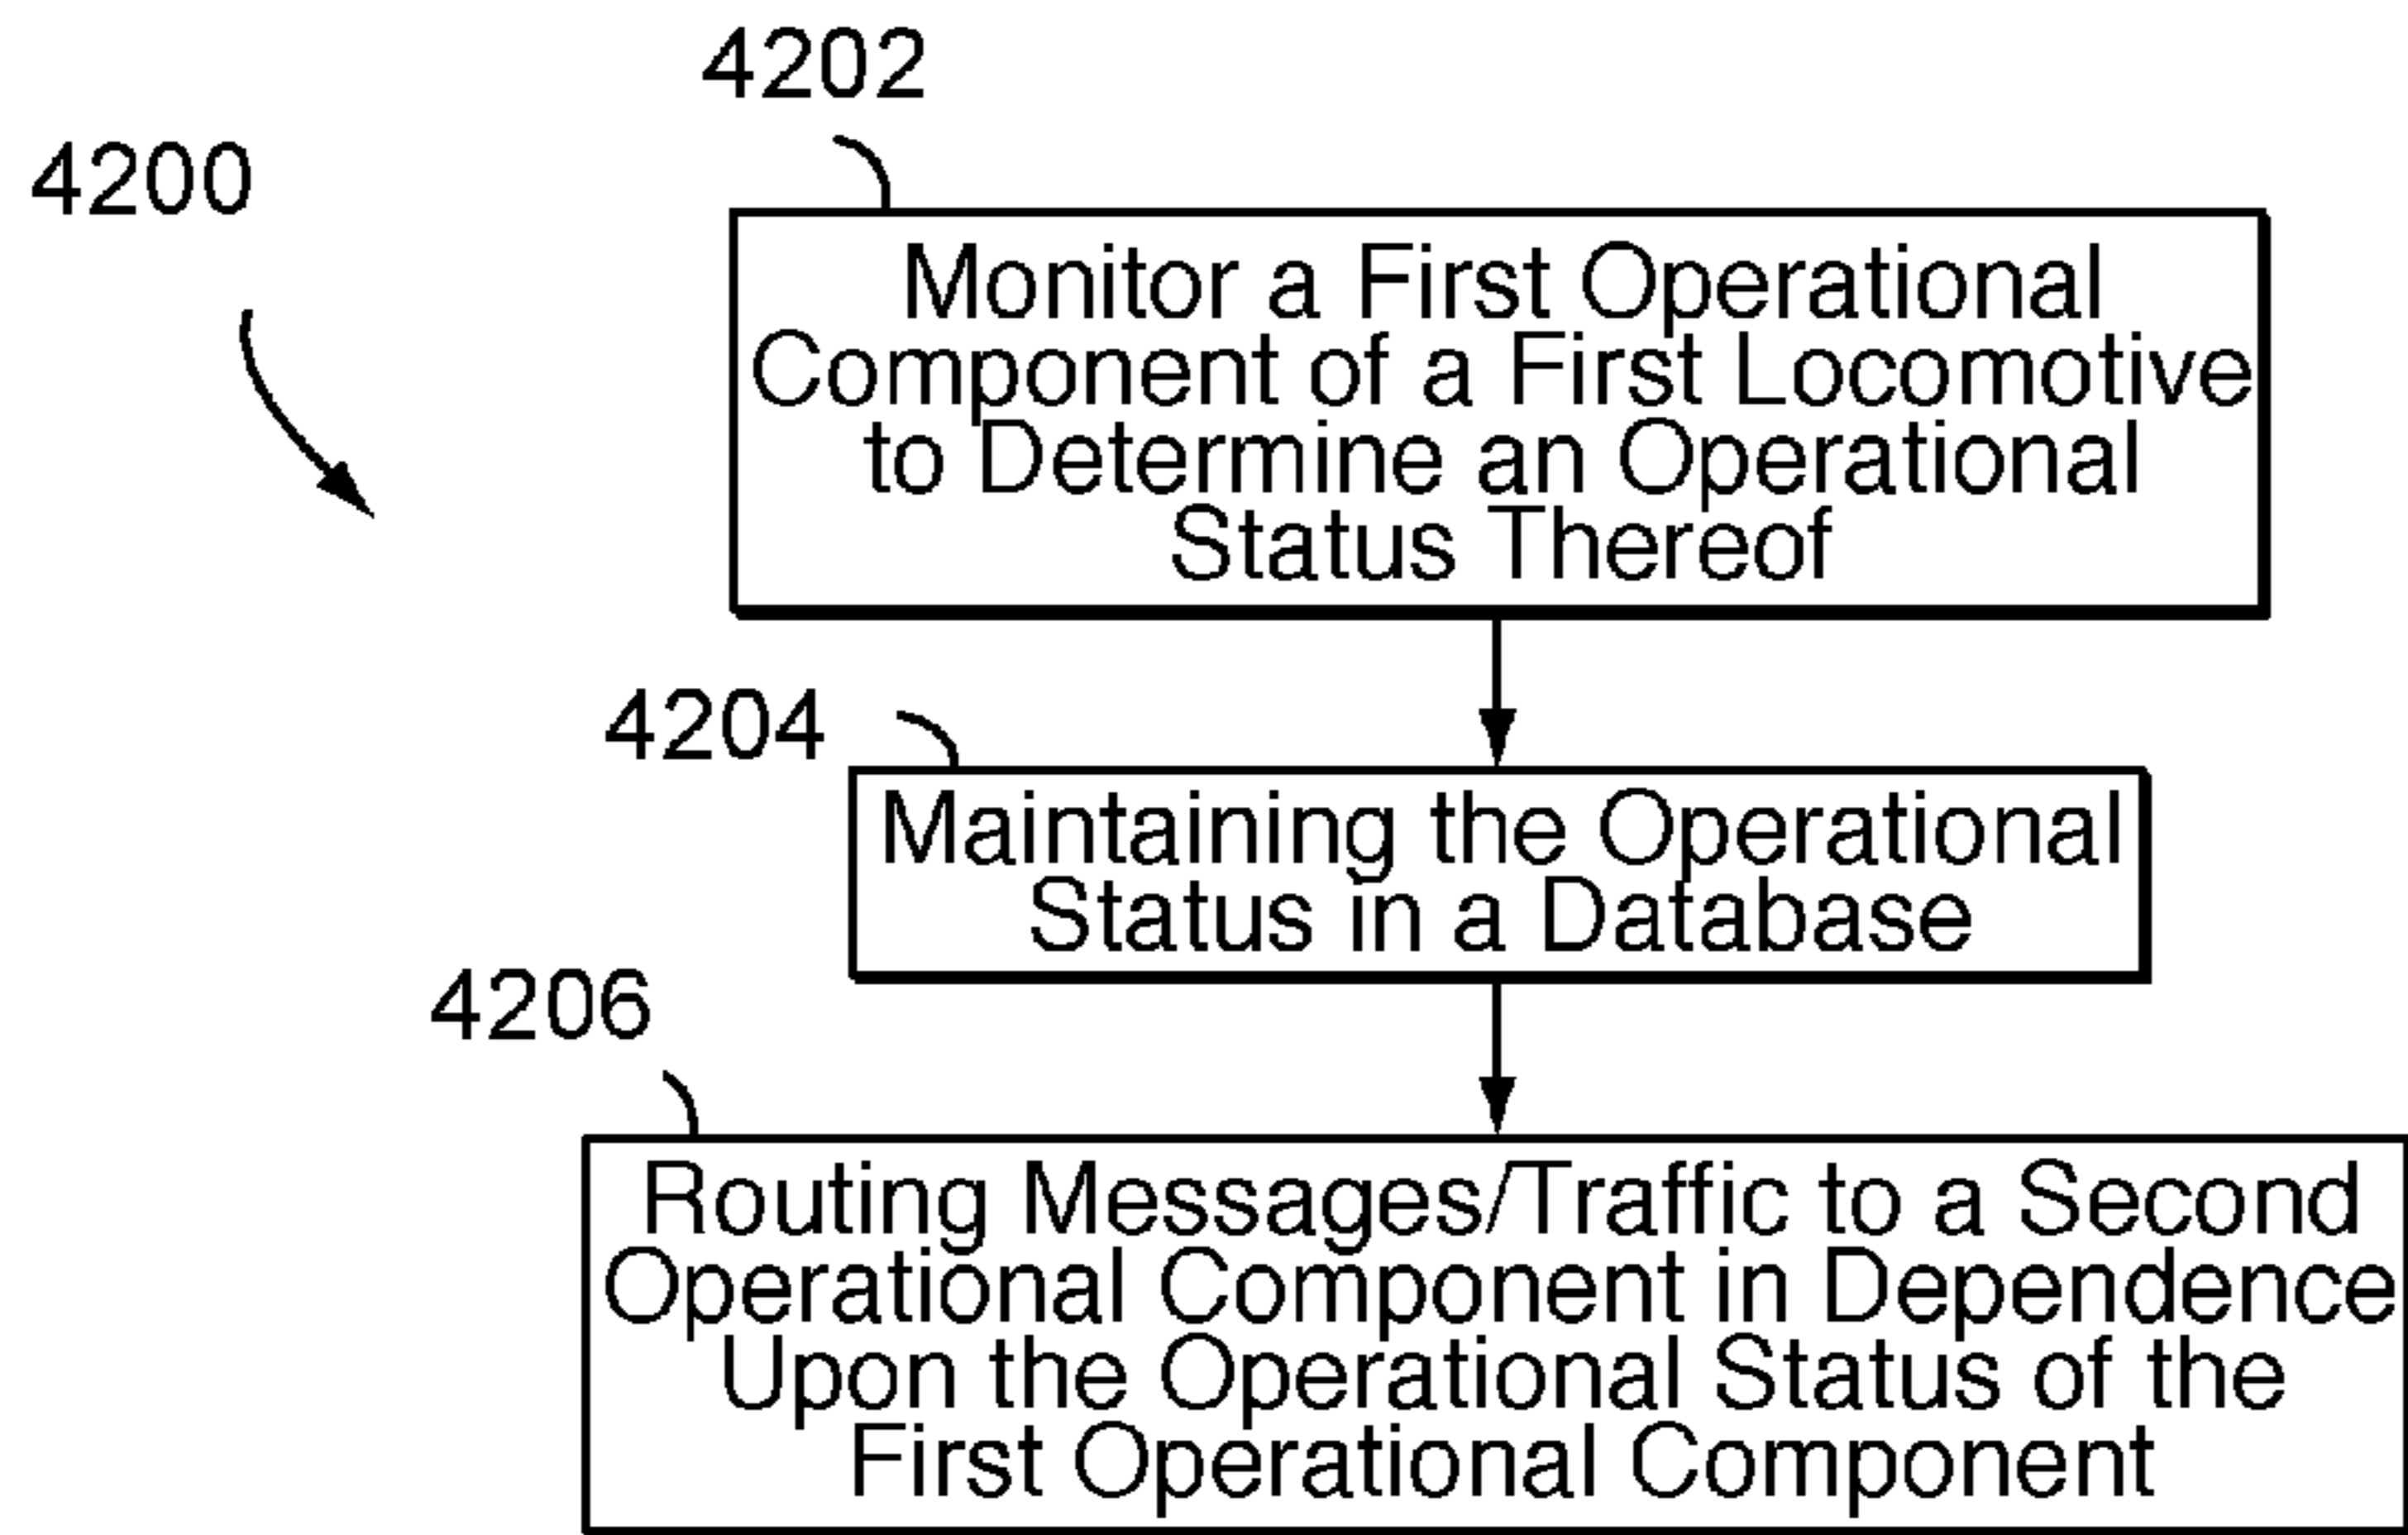 4202
4200
Monitor a First Operational
Component of a First Locomotive
to Determine an Operational
Status Thereof
4204
Maintaining the Operational
Status in a Database
4206
Routing Messages/Traffic to a Second
Operational Component in Dependence
Upon the Operational Status of the
First Operational Component